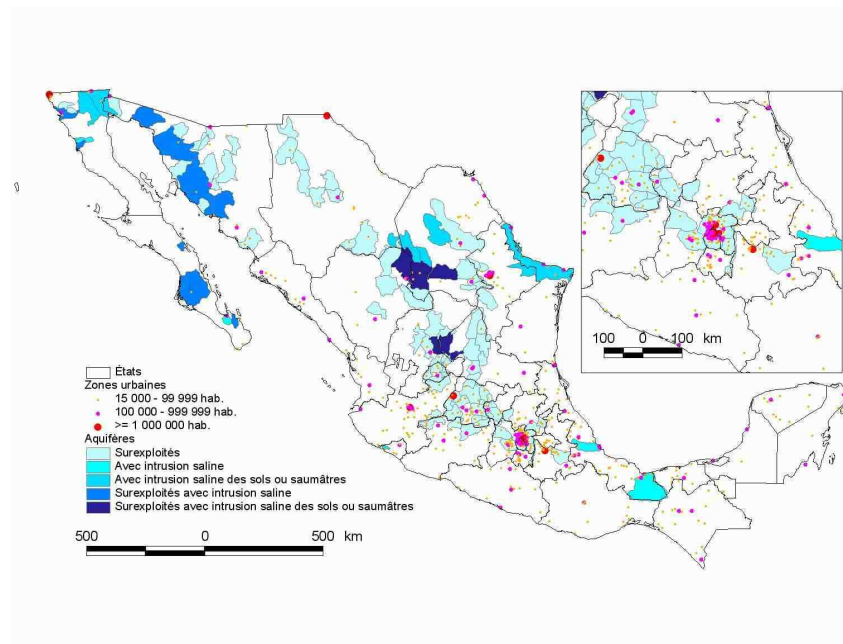 100 0 100 km
États
Zones urbaines
15 000 - 99 999 hab.
100 000 - 999 999 hab.
>= 1 000 000 hab.
Aquifères
Surexploités
Avec intrusion saline
Avec intrusion saline des sols ou saumâtres
Surexploités avec intrusion saline
Surexploités avec intrusion saline des sols ou saumâtres
500 0 500 km